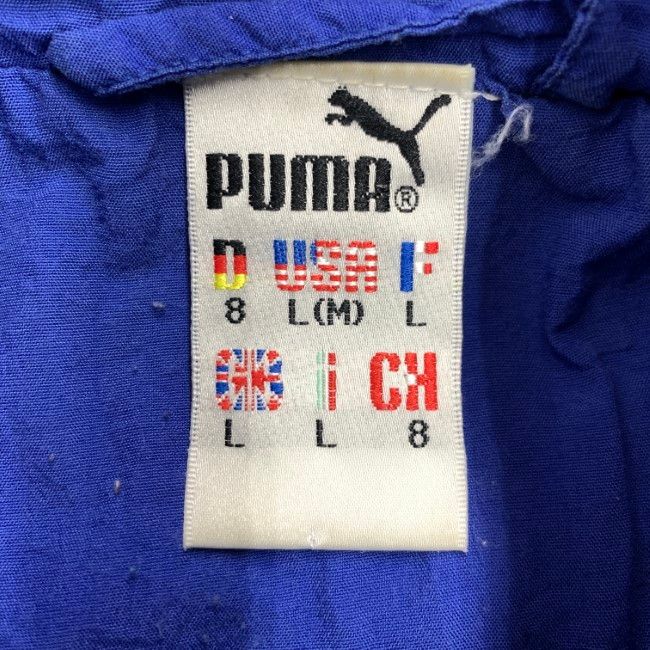 PUMA®
D USA F
8 L(M) L
GB i CH
L L 8